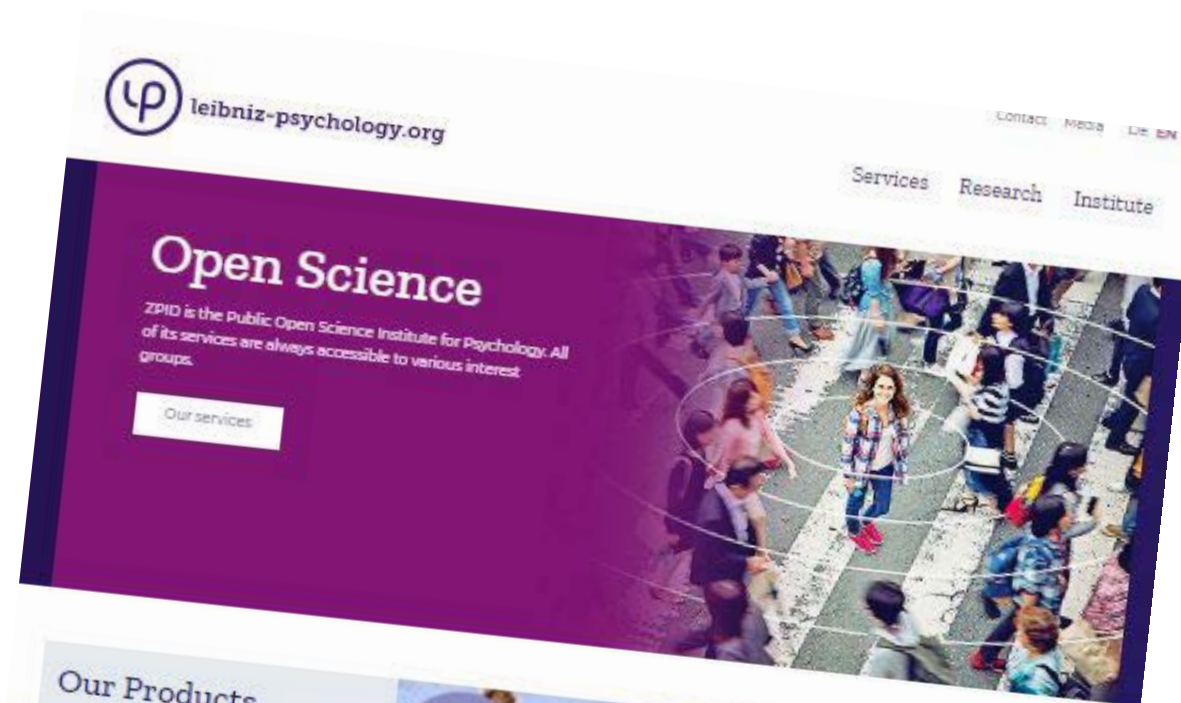 leibniz-psychology.org
Contact Media DE EN
Services Research Institute
Open Science
ZPID is the Public Open Science Institute for Psychology. All
of its services are always accessible to various interest
groups.
Our services
Our Products